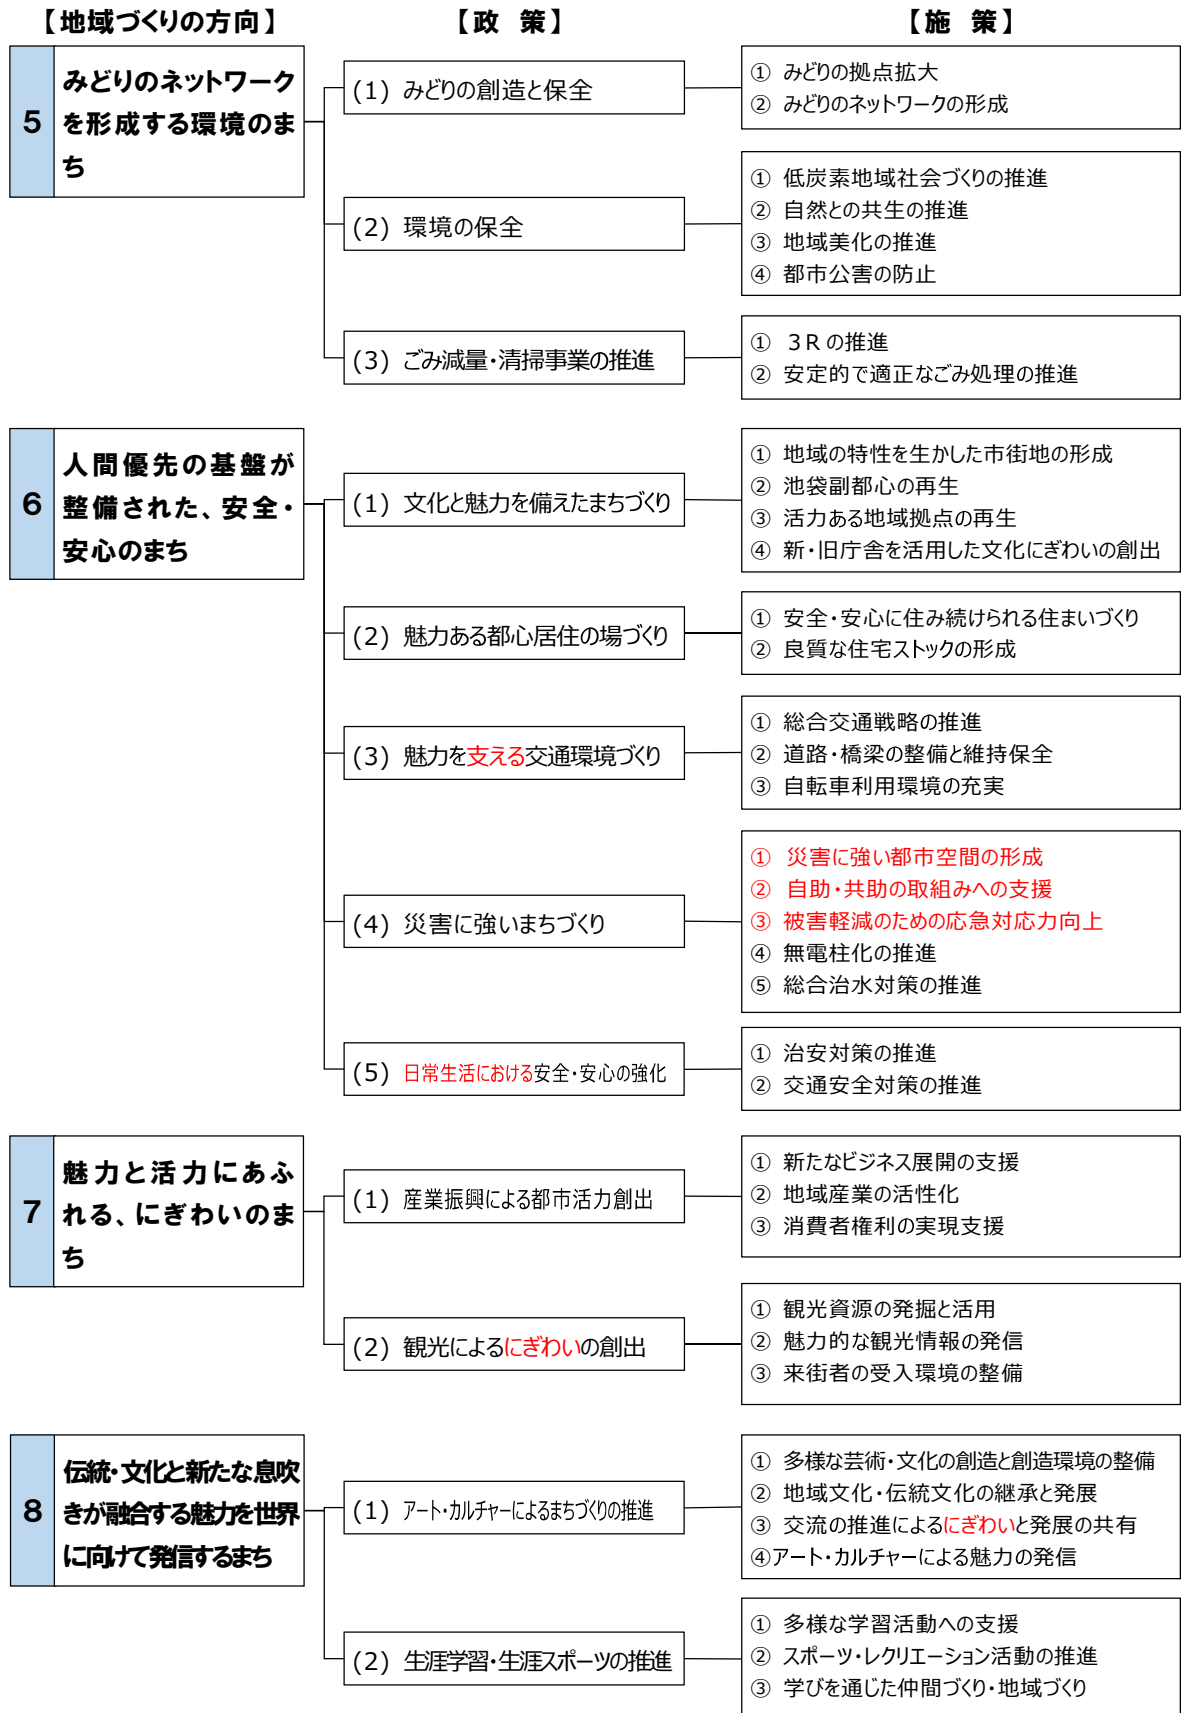 【地域づくりの方向】 【政　策】 【施　策】
5
みどりのネットワーク
を形成する環境のま
ち
(1) みどりの創造と保全
① みどりの拠点拡大
② みどりのネットワークの形成
(2) 環境の保全
① 低炭素地域社会づくりの推進
② 自然との共生の推進
③ 地域美化の推進
④ 都市公害の防止
(3) ごみ減量・清掃事業の推進
① ３Ｒの推進
② 安定的で適正なごみ処理の推進
6
人間優先の基盤が
整備された、安全・
安心のまち
(1) 文化と魅力を備えたまちづくり
① 地域の特性を生かした市街地の形成
② 池袋副都心の再生
③ 活力ある地域拠点の再生
④ 新・旧庁舎を活用した文化にぎわいの創出
(2) 魅力ある都心居住の場づくり
① 安全・安心に住み続けられる住まいづくり
② 良質な住宅ストックの形成
(3) 魅力を支える交通環境づくり
① 総合交通戦略の推進
② 道路・橋梁の整備と維持保全
③ 自転車利用環境の充実
(4) 災害に強いまちづくり
① 災害に強い都市空間の形成
② 自助・共助の取組みへの支援
③ 被害軽減のための応急対応力向上
④ 無電柱化の推進
⑤ 総合治水対策の推進
(5) 日常生活における安全・安心の強化
① 治安対策の推進
② 交通安全対策の推進
7
魅力と活力にあふ
れる、にぎわいのま
ち
(1) 産業振興による都市活力創出
① 新たなビジネス展開の支援
② 地域産業の活性化
③ 消費者権利の実現支援
(2) 観光によるにぎわいの創出
① 観光資源の発掘と活用
② 魅力的な観光情報の発信
③ 来街者の受入環境の整備
8
伝統・文化と新たな息吹
きが融合する魅力を世界
に向けて発信するまち
(1) アート・カルチャーによるまちづくりの推進
① 多様な芸術・文化の創造と創造環境の整備
② 地域文化・伝統文化の継承と発展
③ 交流の推進によるにぎわいと発展の共有
④アート・カルチャーによる魅力の発信
(2) 生涯学習・生涯スポーツの推進
① 多様な学習活動への支援
② スポーツ・レクリエーション活動の推進
③ 学びを通じた仲間づくり・地域づくり